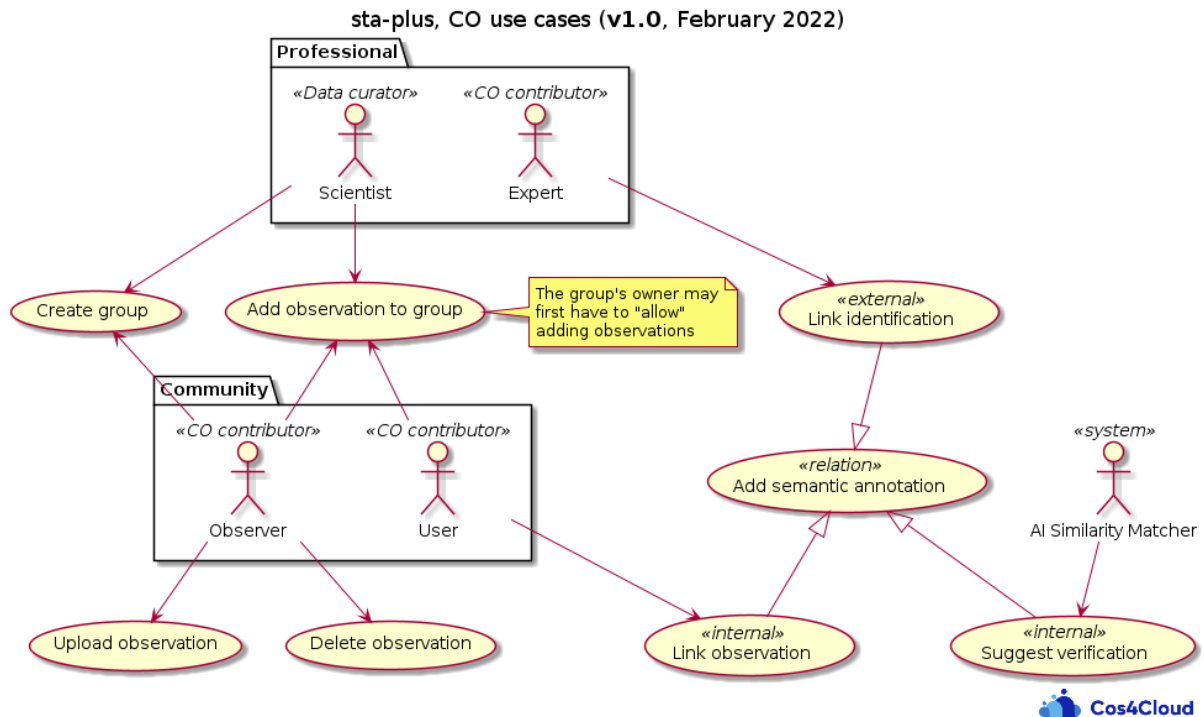 sta-plus, CO use cases (v1.0, February 2022)
Professional
«Data curator»
Scientist
«CO contributor»
Expert
Create group
Add observation to group
The group's owner may
first have to "allow"
adding observations
«external»
Link identification
Community
«CO contributor»
Observer
«CO contributor»
User
«relation»
Add semantic annotation
«system»
AI Similarity Matcher
Upload observation
Delete observation
«internal»
Link observation
«internal»
Suggest verification
Cos4Cloud